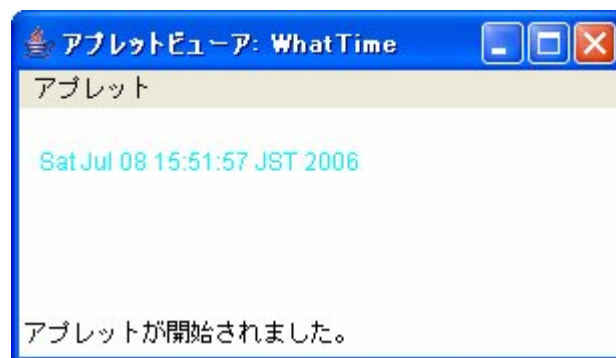 アプレットビューア: WhatTime
アプレット
Sat Jul 08 15:51:57 JST 2006
アプレットが開始されました。